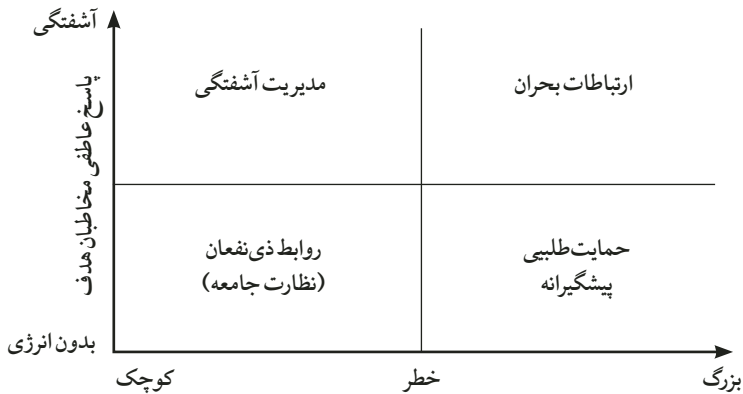 آشفتگی
پاسخ عاطفی مخاطبان هدف
ارتباطات بحران
مدیریت آشفتگی
حمایت‌طلبیی
پیشگیرانه
روابط ذی‌نفعان
(نظارت جامعه)
بدون انرژی
کوچک
خطر
بزرگ